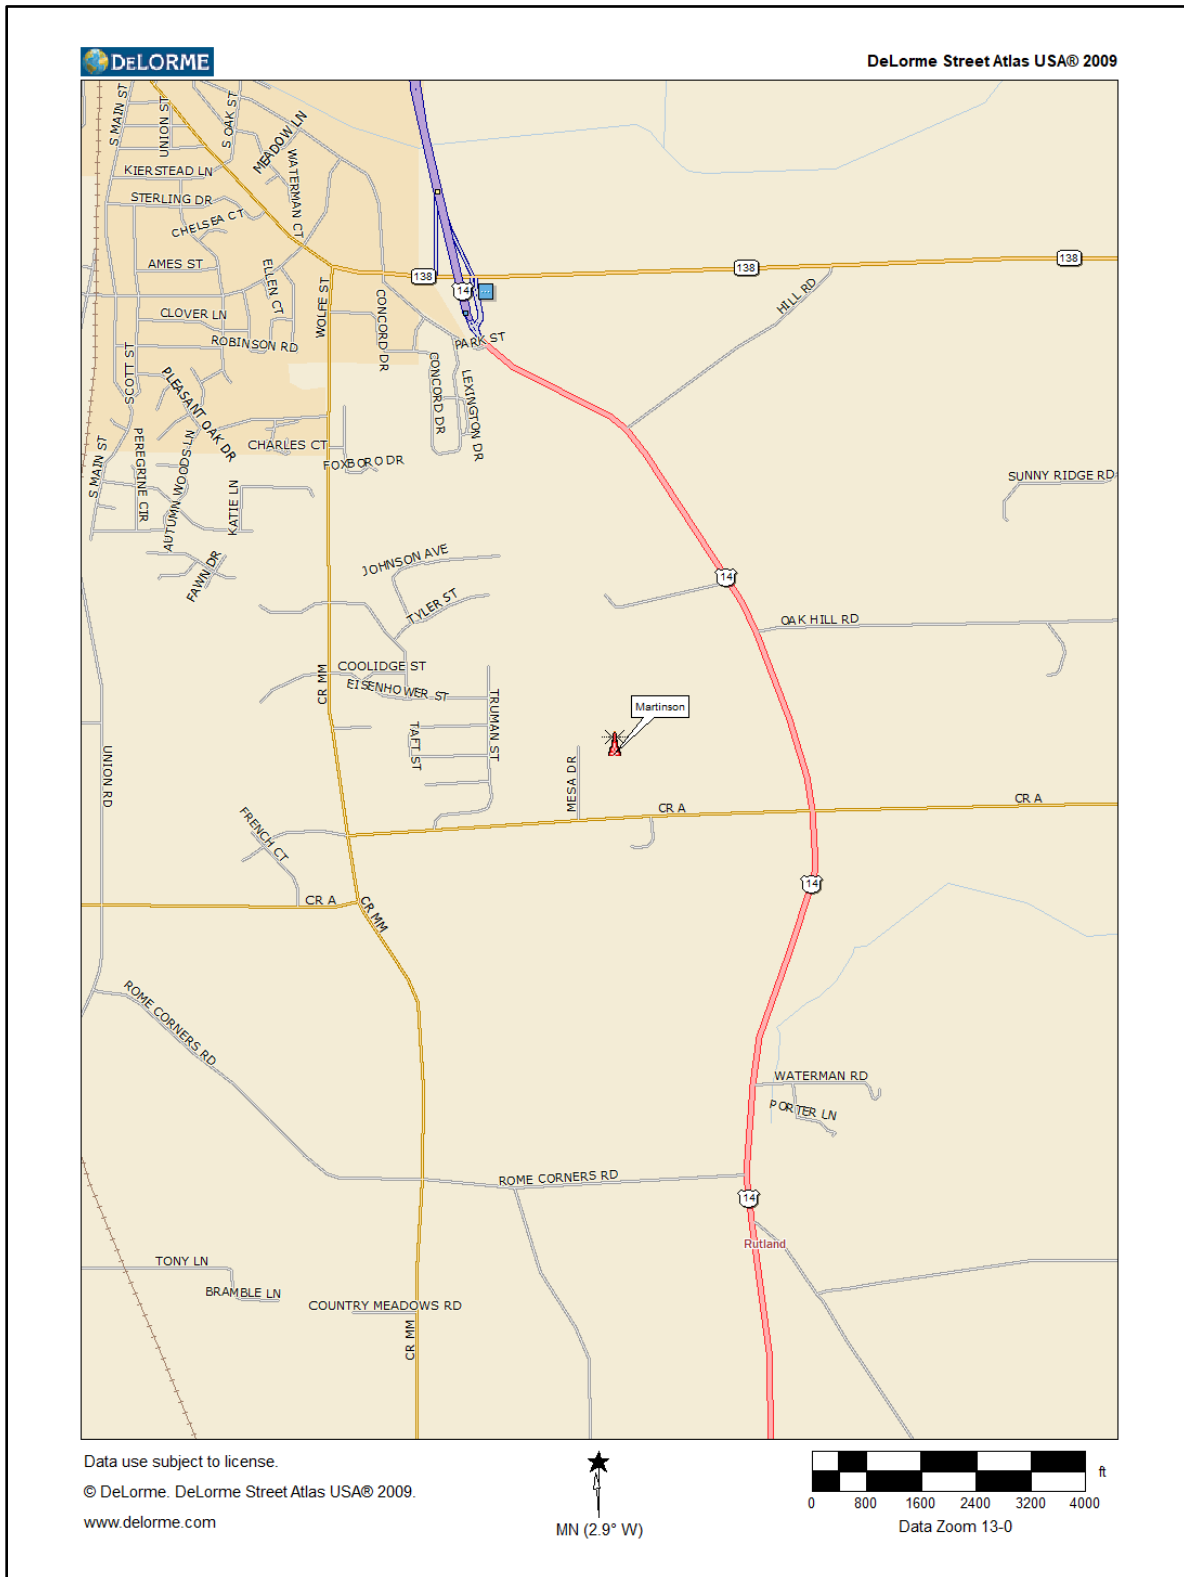 DELORME
DeLorme Street Atlas USA® 2009
S MAIN ST
UNION ST
S OAK ST
MEADOW LN
KIERSTEAD LN
WATERMAN CT
STERLING DR
CHELSEA CT
138
138
138
AMES ST
ELLEN CT
WOLFE ST
CONCORD DR
14
HILL RD
CLOVER LN
ROBINSON RD
PARK ST
SCOTT ST
PLEASANT OAK DR
CONCORD DR
LEXINGTON DR
S MAIN ST
PEREGRINE CIR
AUTUMN WOODS LN
CHARLES CT
FOXBORO DR
KATIE LN
SUNNY RIDGE RD
FAWN DR
JOHNSON AVE
14
TYLER ST
OAK HILL RD
CR MM
COOLIDGE ST
EISENHOWER ST
TRUMAN ST
Martinson
TAFT ST
UNION RD
MESA DR
CR A
CR A
FRENCH CT
14
CR A
CR MM
ROME CORNERS RD
WATERMAN RD
PORTER LN
ROME CORNERS RD
14
Rutland
TONY LN
BRAMBLE LN
COUNTRY MEADOWS RD
CR MM
Data use subject to license.
© DeLorme. DeLorme Street Atlas USA® 2009.
www.delorme.com
MN (2.9° W)
ft
0 800 1600 2400 3200 4000
Data Zoom 13-0